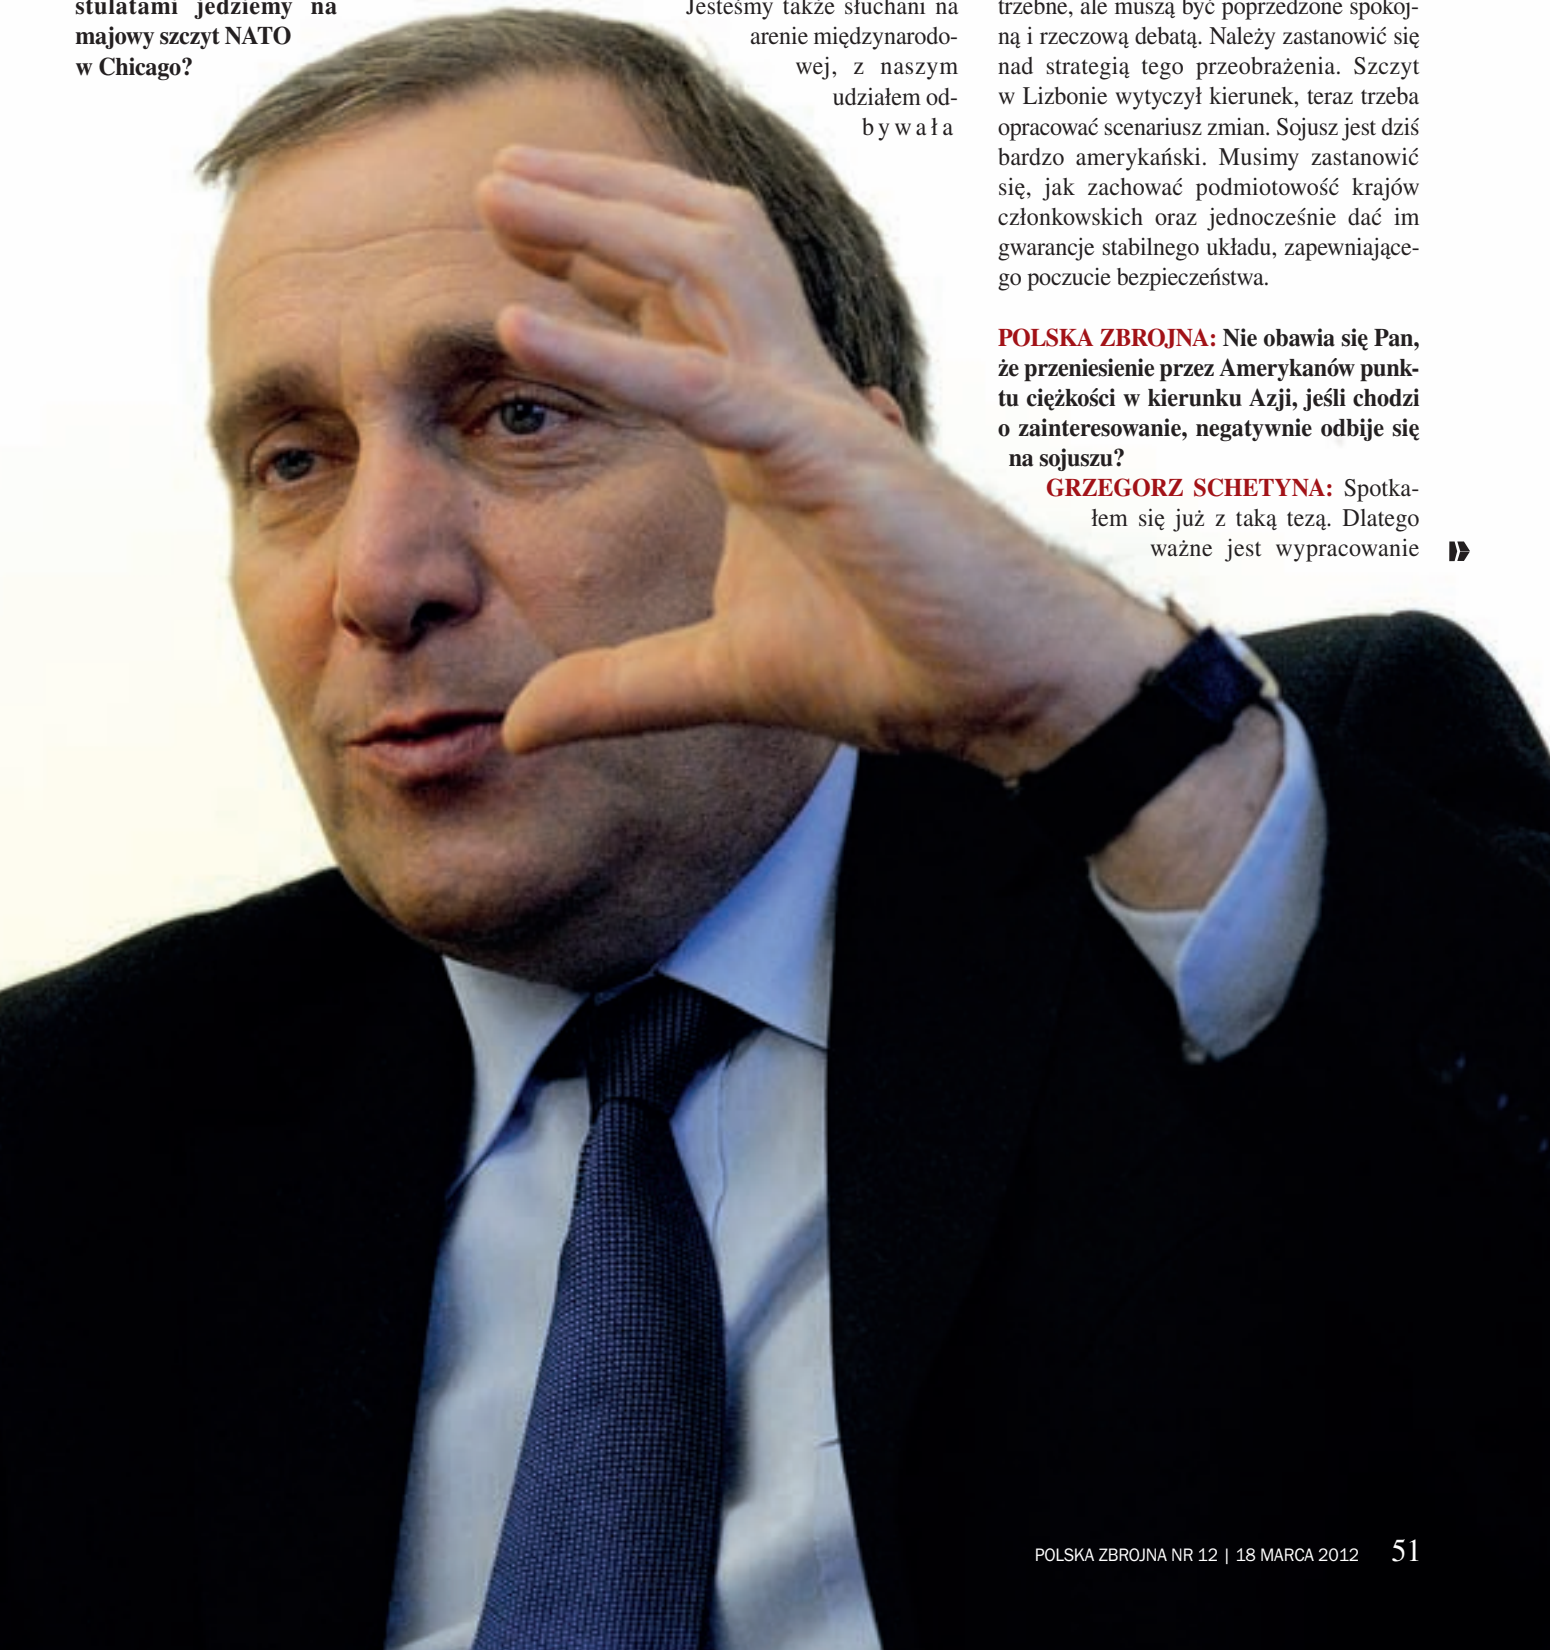 stulatami jedziemy na
majowy szczyt NATO
w Chicago?
Jesteśmy także słuchani na
arenie międzynarodo-
wej, z naszym
udziałem od-
bywała
trzebne, ale muszą być poprzedzone spokoj-
ną i rzeczową debatą. Należy zastanowić się
nad strategią tego przeobrażenia. Szczyt
w Lizbonie wytyczył kierunek, teraz trzeba
opracować scenariusz zmian. Sojusz jest dziś
bardzo amerykański. Musimy zastanowić
się, jak zachować podmiotowość krajów
członkowskich oraz jednocześnie dać im
gwarancje stabilnego układu, zapewniające-
go poczucie bezpieczeństwa.
POLSKA ZBROJNA: Nie obawia się Pan,
że przeniesienie przez Amerykanów punk-
tu ciężkości w kierunku Azji, jeśli chodzi
o zainteresowanie, negatywnie odbije się
na sojuszu?
GRZEGORZ SCHETYNA: Spotka-
łem się już z taką tezą. Dlatego
ważne jest wypracowanie
POLSKA ZBROJNA NR 12 | 18 MARCA 2012 51